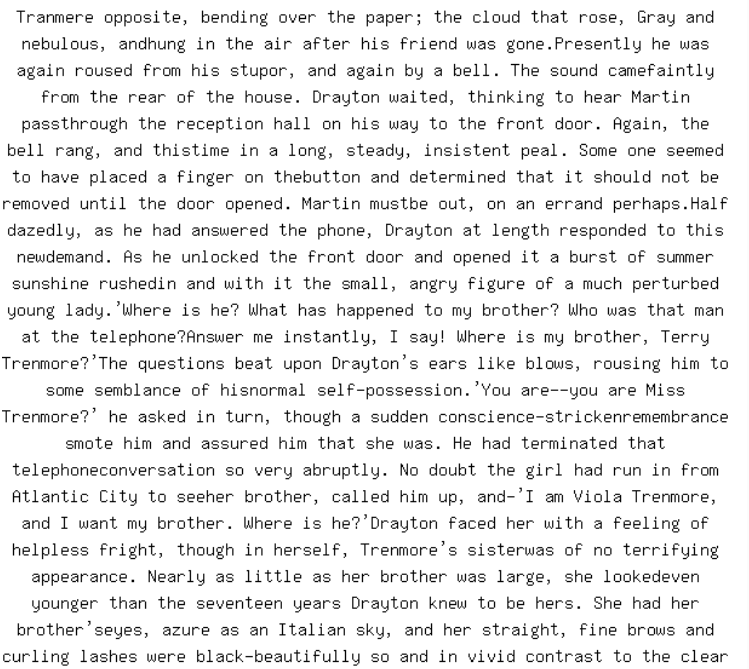 Tranmere opposite, bending over the paper; the cloud that rose, Gray and
nebulous, andhung in the air after his friend was gone.Presently he was
again roused from his stupor, and again by a bell. The sound camefaintly
from the rear of the house. Drayton waited, thinking to hear Martin
passthrough the reception hall on his way to the front door. Again, the
bell rang, and thistime in a long, steady, insistent peal. Some one seemed
to have placed a finger on thebutton and determined that it should not be
removed until the door opened. Martin mustbe out, on an errand perhaps.Half
dazedly, as he had answered the phone, Drayton at length responded to this
newdemand. As he unlocked the front door and opened it a burst of summer
sunshine rushedin and with it the small, angry figure of a much perturbed
young lady.'Where is he? What has happened to my brother? Who was that man
at the telephone?Answer me instantly, I say! Where is my brother, Terry
Trenmore?'The questions beat upon Drayton's ears like blows, rousing him to
some semblance of hisnormal self-possession.'You are--you are Miss
Trenmore?' he asked in turn, though a sudden conscience-strickenremembrance
smote him and assured him that she was. He had terminated that
telephoneconversation so very abruptly. No doubt the girl had run in from
Atlantic City to seeher brother, called him up, and-'I am Viola Trenmore,
and I want my brother. Where is he?'Drayton faced her with a feeling of
helpless fright, though in herself, Trenmore's sisterwas of no terrifying
appearance. Nearly as little as her brother was large, she lookedeven
younger than the seventeen years Drayton knew to be hers. She had her
brother'seyes, azure as an Italian sky, and her straight, fine brows and
curling lashes were black-beautifully so and in vivid contrast to the clear